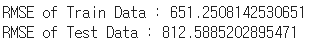 RMSE of Train Data : 651.2508142530651
RMSE of Test Data : 812.5885202895471